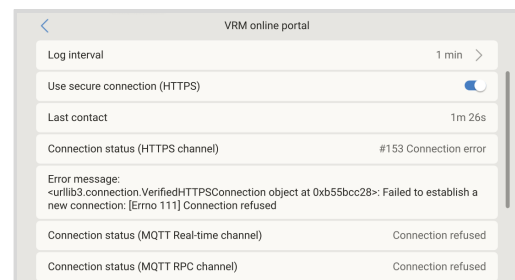 VRM online portal
Log interval 1 min
Use secure connection (HTTPS)
Last contact 1m 26s
Connection status (HTTPS channel) #153 Connection error
Error message:
<urllib3.connection.VerifiedHTTPSConnection object at 0xb55bcc28>: Failed to establish a
new connection: [Errno 111] Connection refused
Connection status (MQTT Real-time channel) Connection refused
Connection status (MQTT RPC channel) Connection refused